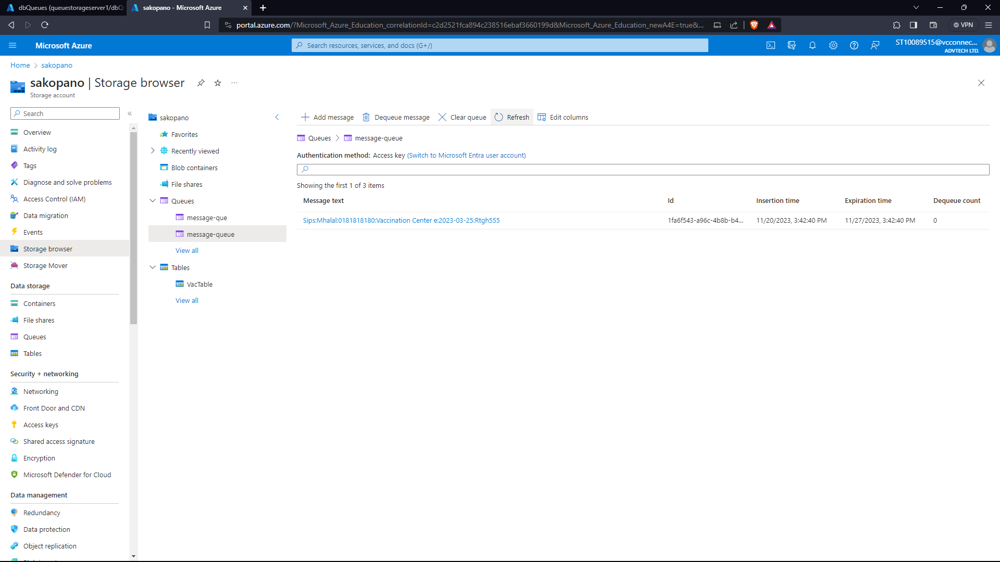 dbQueues (queuestorageserver1/dbQ
sakopano - Microsoft Azure
portal.azure.com/?Microsoft_Azure_Education_correlationId=c2d2521fca894c238516ebaf3660199d&Microsoft_Azure_Education_newA4E=true&...
VPN
Microsoft Azure
Search resources, services, and docs (G+/)
ST10089515@vcconnec...
ADVTECH LTD.
Home > sakopano
sakopano | Storage browser
Storage account
Search
Overview
Activity log
Tags
Diagnose and solve problems
Access Control (IAM)
Data migration
Events
Storage browser
Storage Mover
Data storage
Containers
File shares
Queues
Tables
Security + networking
Networking
Front Door and CDN
Access keys
Shared access signature
Encryption
Microsoft Defender for Cloud
Data management
Redundancy
Data protection
Object replication
sakopano
Favorites
Recently viewed
Blob containers
File shares
Queues
message-que
message-queue
View all
Tables
VacTable
View all
Add message Dequeue message Clear queue Refresh Edit columns
Queues > message-queue
Authentication method: Access key (Switch to Microsoft Entra user account)
Showing the first 1 of 3 items
Message text Id Insertion time Expiration time Dequeue count
Sips:Mhalal:0181818180:Vaccination Center e:2023-03-25:Rtgh555 1fa6f543-a96c-4b8b-b4... 11/20/2023, 3:42:40 PM 11/27/2023, 3:42:40 PM 0